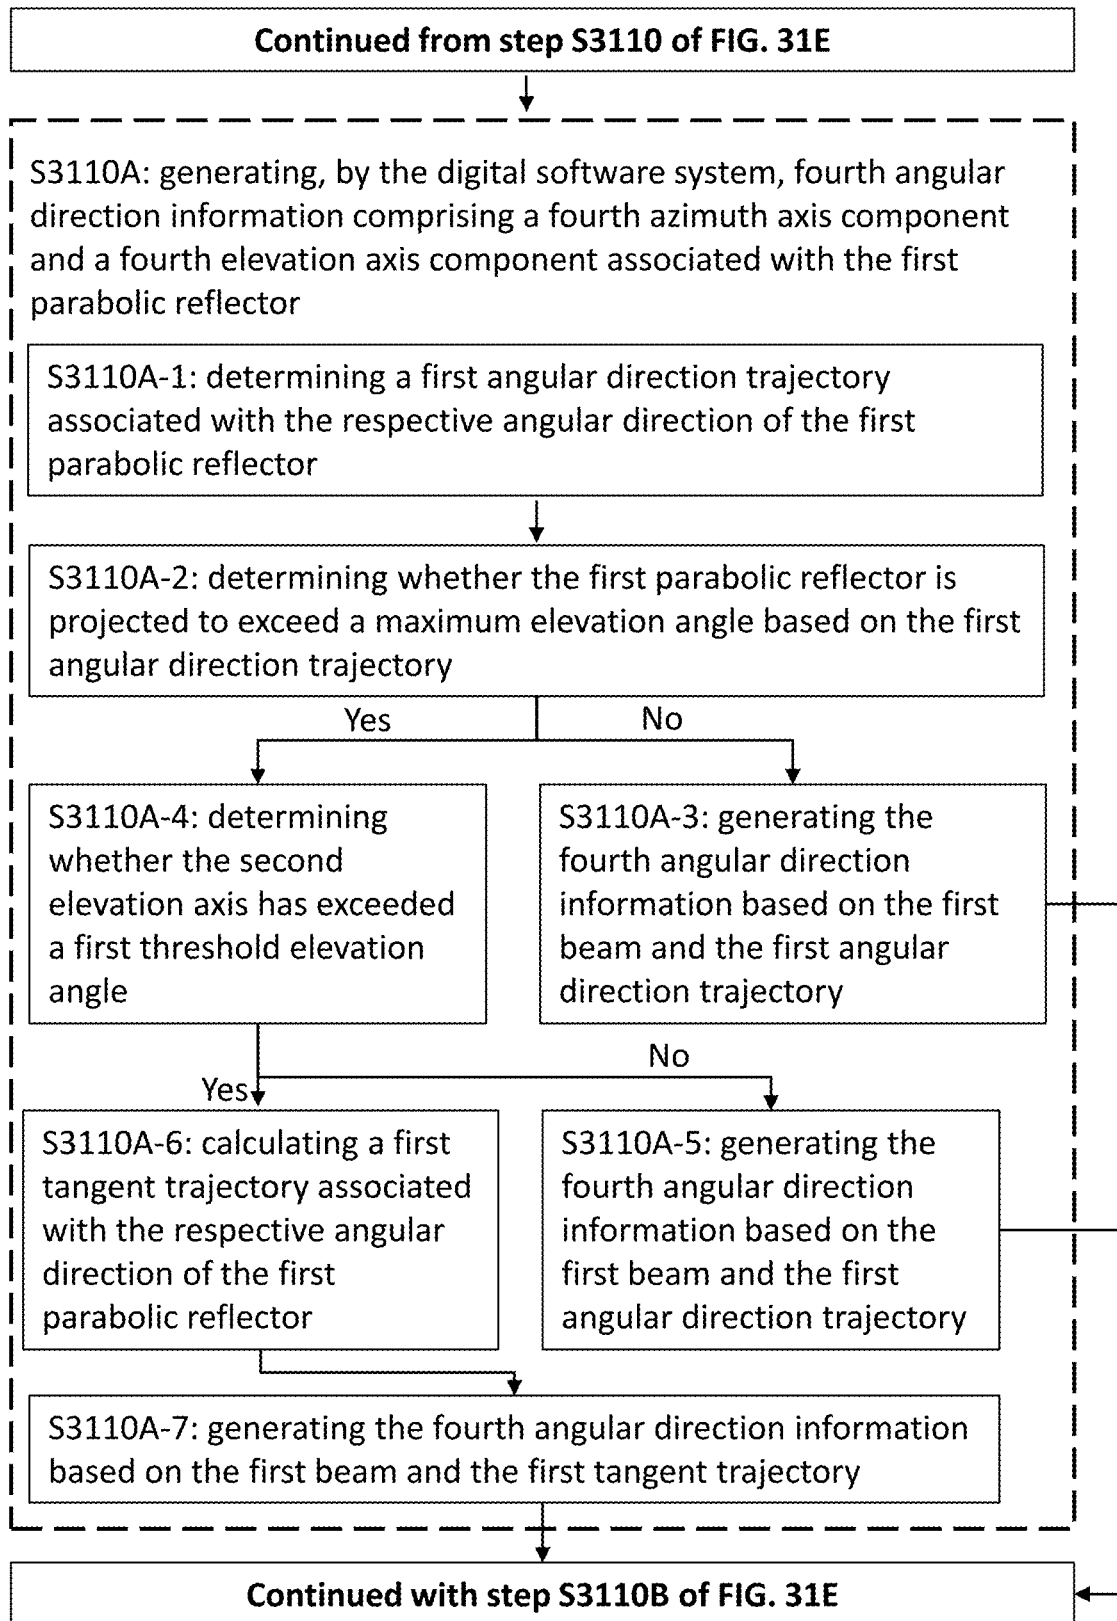 Continued from step S3110 of FIG. 31E
S3110A: generating, by the digital software system, fourth angular
direction information comprising a fourth azimuth axis component
and a fourth elevation axis component associated with the first
parabolic reflector
S3110A-1: determining a first angular direction trajectory
associated with the respective angular direction of the first
parabolic reflector
S3110A-2: determining whether the first parabolic reflector is
projected to exceed a maximum elevation angle based on the first
angular direction trajectory
Yes
No
S3110A-4: determining
whether the second
elevation axis has exceeded
a first threshold elevation
angle
S3110A-3: generating the
fourth angular direction
information based on the first
beam and the first angular
direction trajectory
No
Yes
S3110A-6: calculating a first
tangent trajectory associated
with the respective angular
direction of the first
parabolic reflector
S3110A-5: generating the
fourth angular direction
information based on the
first beam and the first
angular direction trajectory
S3110A-7: generating the fourth angular direction information
based on the first beam and the first tangent trajectory
Continued with step S3110B of FIG. 31E